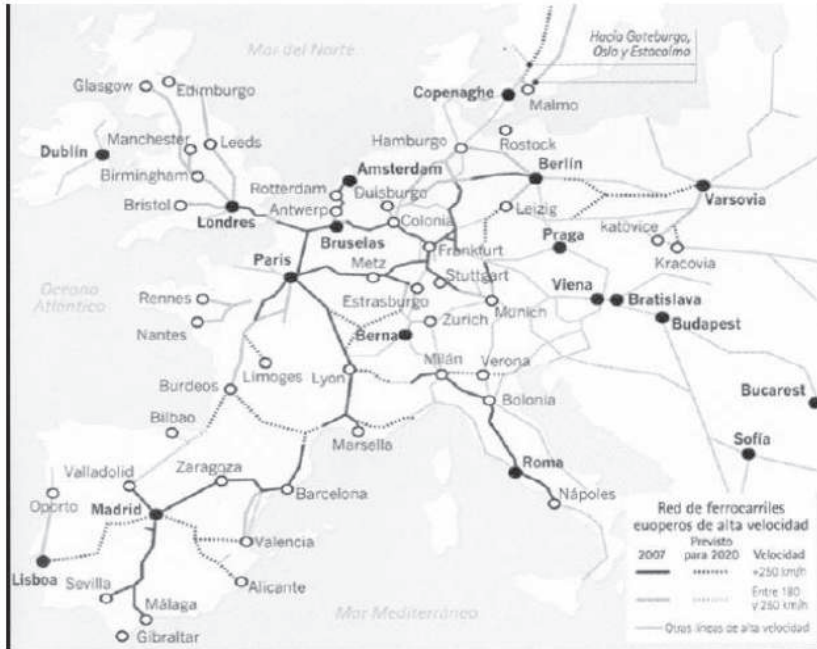 Mar del Norte
Hacia Goteburgo,
Oslo y Estocolmo
Glasgow
Edimburgo
Copenaghe
Malmo
Dublín
Manchester
Leeds
Hamburgo
Rostock
Birmingham
Amsterdam
Berlín
Rotterdam
Duisburgo
Bristol
Londres
Antwerp
Colonia
Leizig
Varsovia
Bruselas
Frankfurt
Praga
katovice
Kracovia
París
Metz
Stuttgart
Oceano
Atlántico
Rennes
Estrasburgo
Munich
Viena
Bratislava
Nantes
Zurich
Budapest
Berna
Limoges
Lyon
Milán
Verona
Burdeos
Bolonia
Bucarest
Bilbao
Marsella
Sofía
Valladolid
Zaragoza
Roma
Oporto
Barcelona
Nápoles
Madrid
Valencia
Lisboa
Sevilla
Alicante
Málaga
Mar Mediterráneo
Gibraltar
Red de ferrocarriles
euoperos de alta velocidad
2007
Previsto
para 2020
Velocidad
+250 km/h
Entre 180
y 250 km/h
Otras líneas de alta velocidad